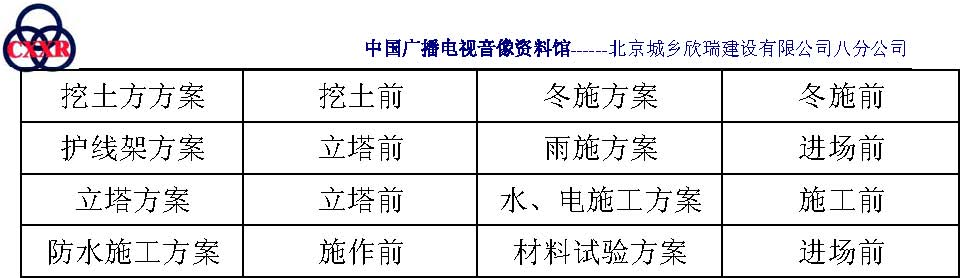 CXXR
中国广播电视音像资料馆------北京城乡欣瑞建设有限公司八分公司
挖土方方案 挖土前 冬施方案 冬施前
护线架方案 立塔前 雨施方案 进场前
立塔方案 立塔前 水、电施工方案 施工前
防水施工方案 施作前 材料试验方案 进场前